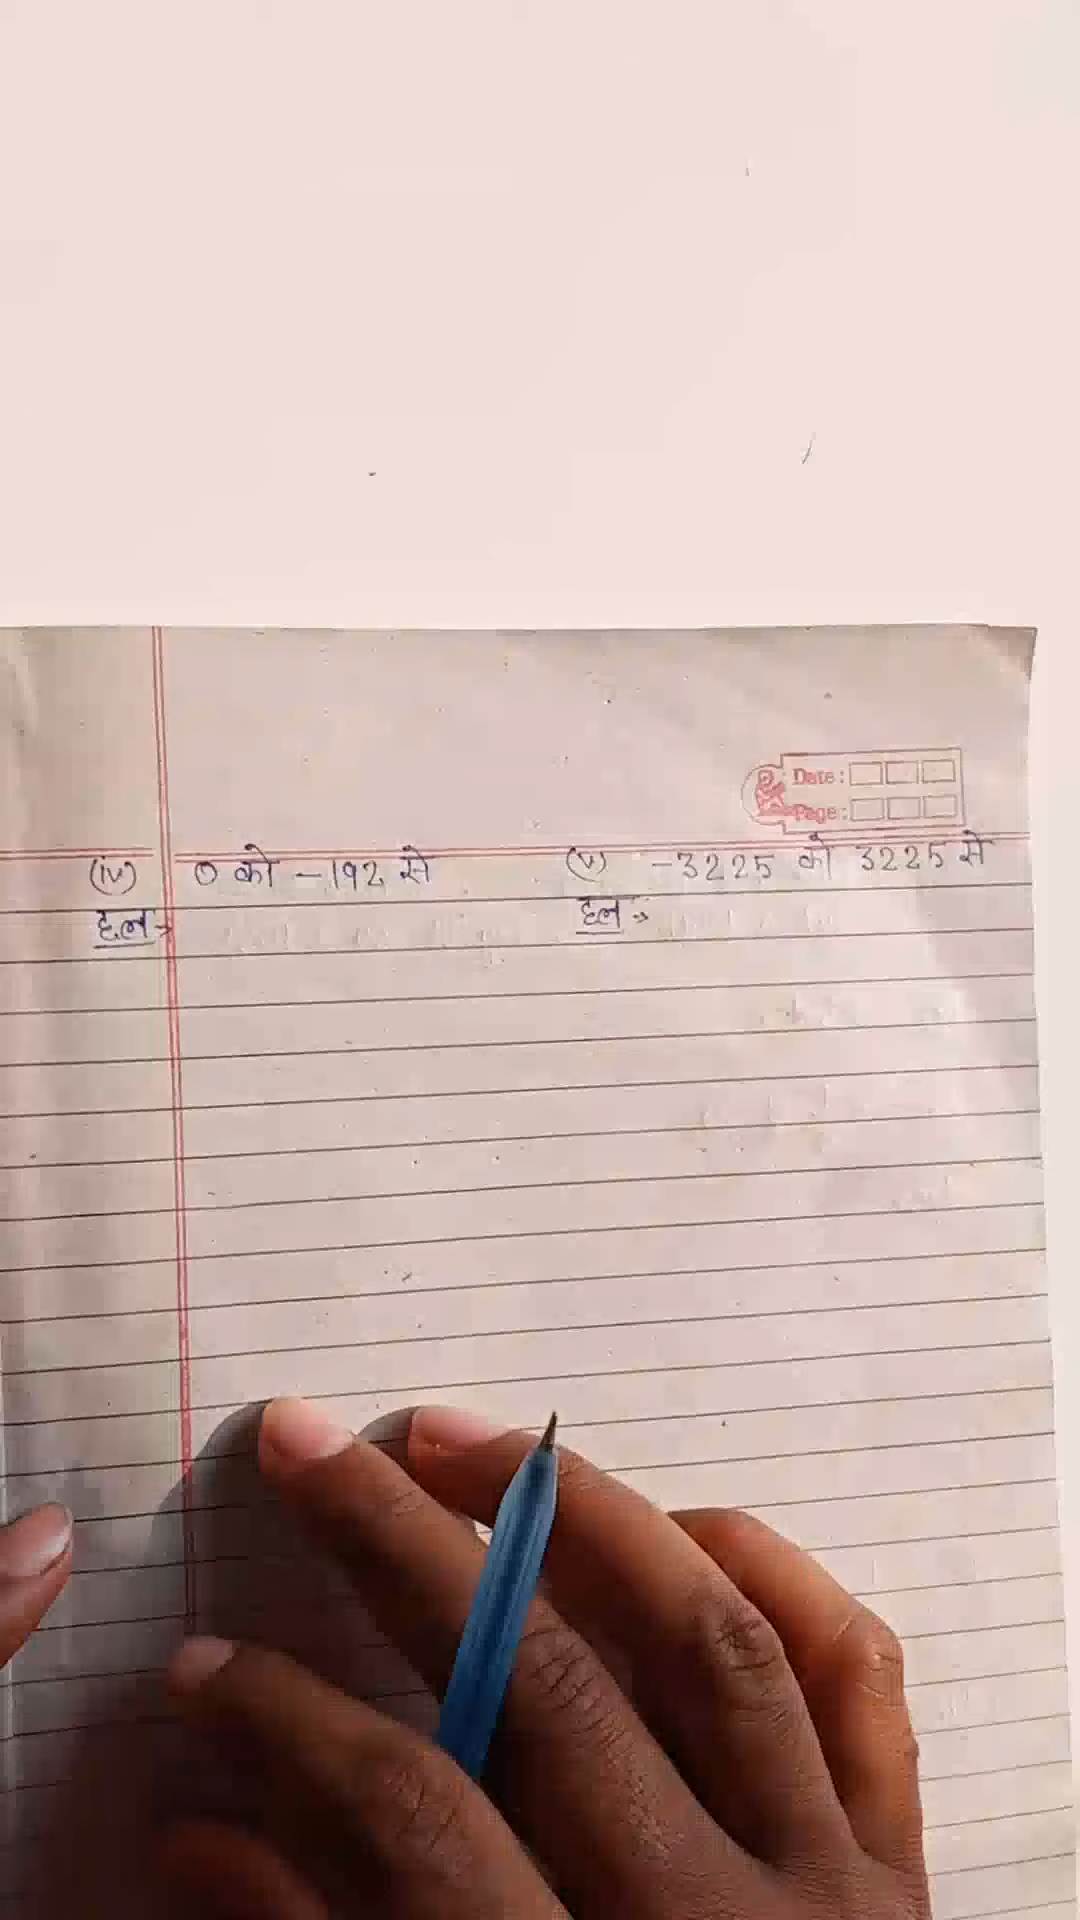 Date:
Page:
(iv) 0 को -192 से
(v) -3225 को 3225 से
हल :→
हल :→